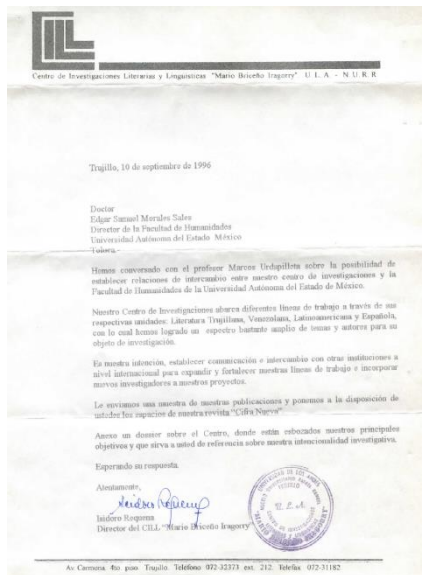 CILL
Centro de Investigaciones Literarias y Linguisticas "Mario Briceño Iragorry" U L A - N.U.R.R
Trujillo, 10 de septiembre de 1996
Doctor
Edgar Samuel Morales Sales
Director de la Facultad de Humanidades
Universidad Autónoma del Estado México
Toluca.-
Hemos conversado con el profesor Marcos Urdapilleta sobre la posibilidad de
establecer relaciones de intercambio entre nuestro centro de investigaciones y la
Facultad de Humanidades de la Universidad Autónoma del Estado de México.
Nuestro Centro de Investigaciones abarca diferentes líneas de trabajo a través de sus
respectivas unidades: Literatura Trujillana, Venezolana, Latinoamericana y Española,
con lo cual hemos logrado un espectro bastante amplio de temas y autores para su
objeto de investigación.
Es nuestra intención, establecer comunicación e intercambio con otras instituciones a
nivel internacional para expandir y fortalecer nuestras líneas de trabajo e incorporar
nuevos investigadores a nuestros proyectos.
Le enviamos una muestra de nuestras publicaciones y ponemos a la disposición de
ustedes los espacios de nuestra revista "Cifra Nueva".
Anexo un dossier sobre el Centro, donde están esbozados nuestros principales
objetivos y que sirva a usted de referencia sobre nuestra intencionalidad investigativa.
Esperando su respuesta.
Atentamente,
Isidoro Requena
Isidoro Requena
Director del CILL "Mario Briceño Iragorry"
UNIVERSIDAD DE LOS ANDES
Av Carmona. 4to piso Trujillo. Teléfono 072-32373 ext. 212. Telefax 072-31182